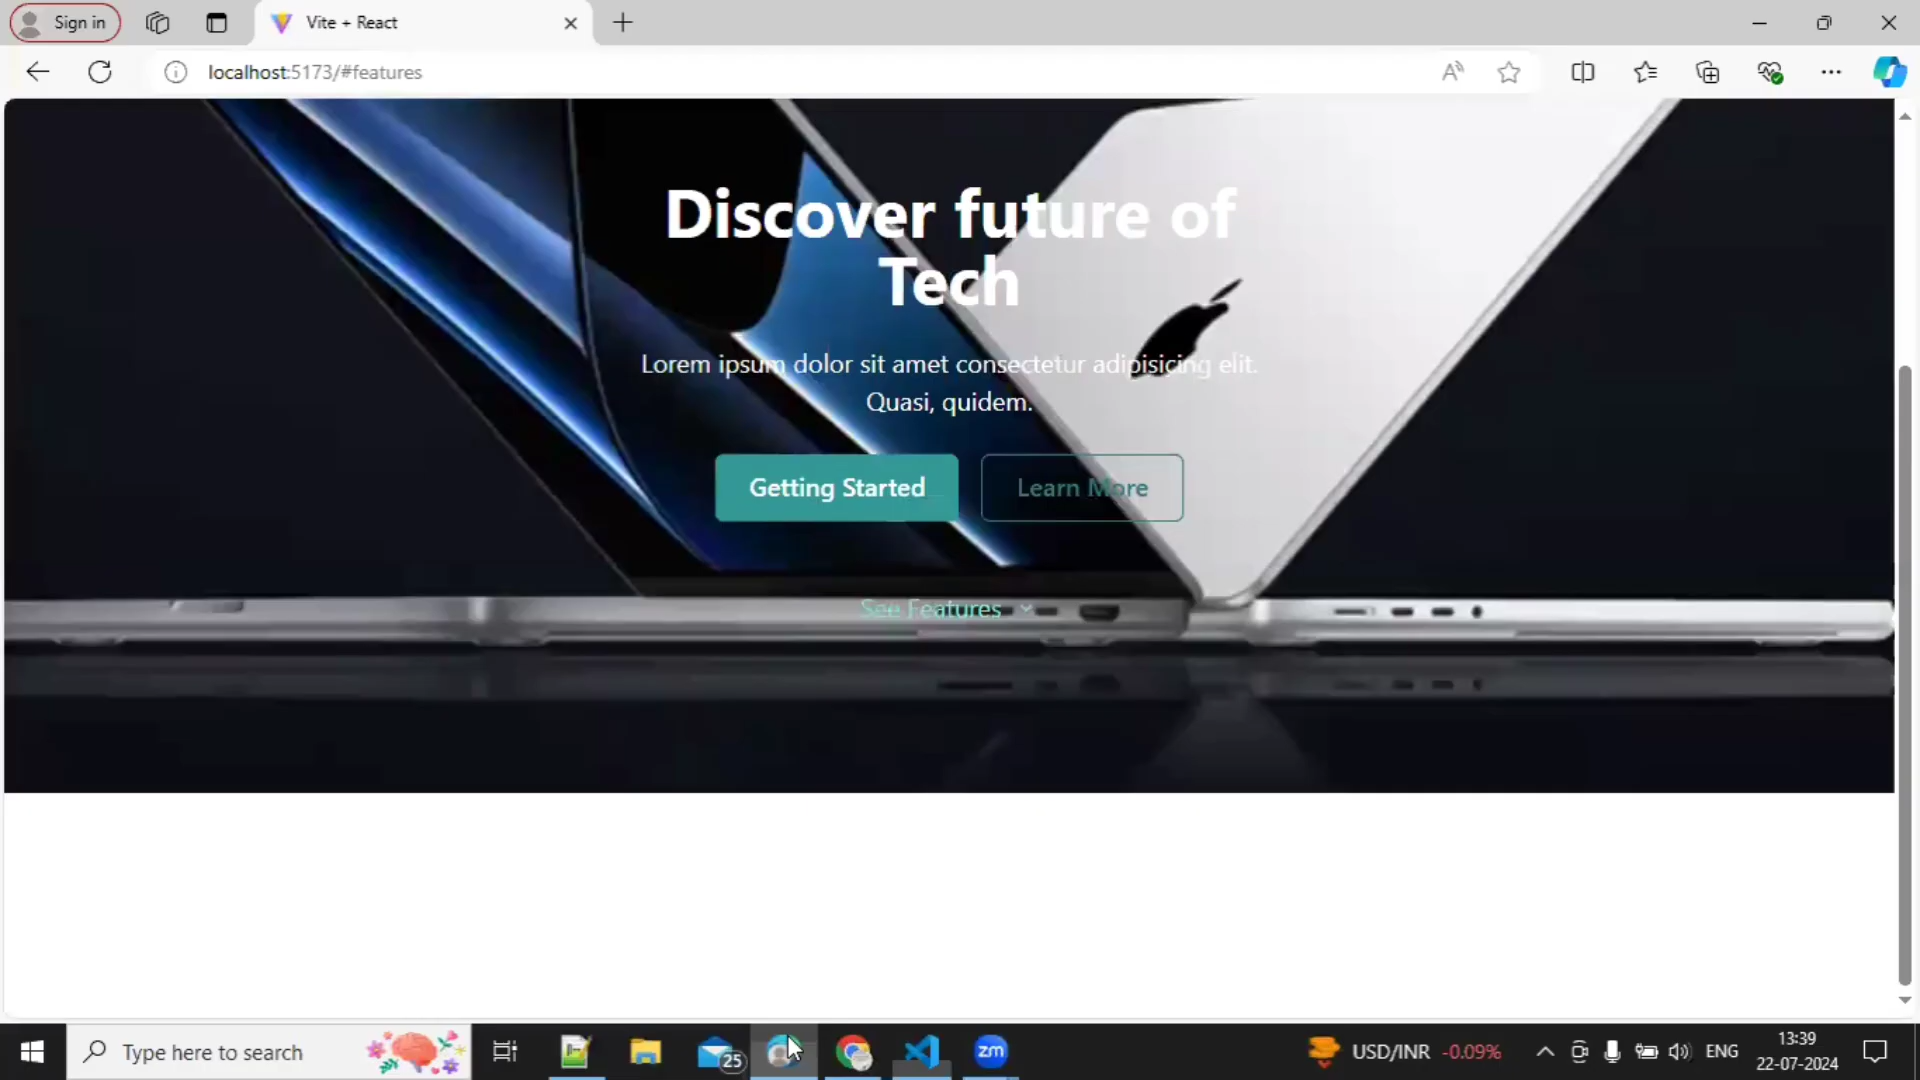 Sign in
Vite + React
localhost:5173/#features
Discover future of
Tech
Lorem ipsum dolor sit amet consectetur adipisicing elit.
Quasi, quidem.
Getting Started
Learn More
See Features
Type here to search
25
zm
USD/INR -0.09%
ENG
13:39
22-07-2024